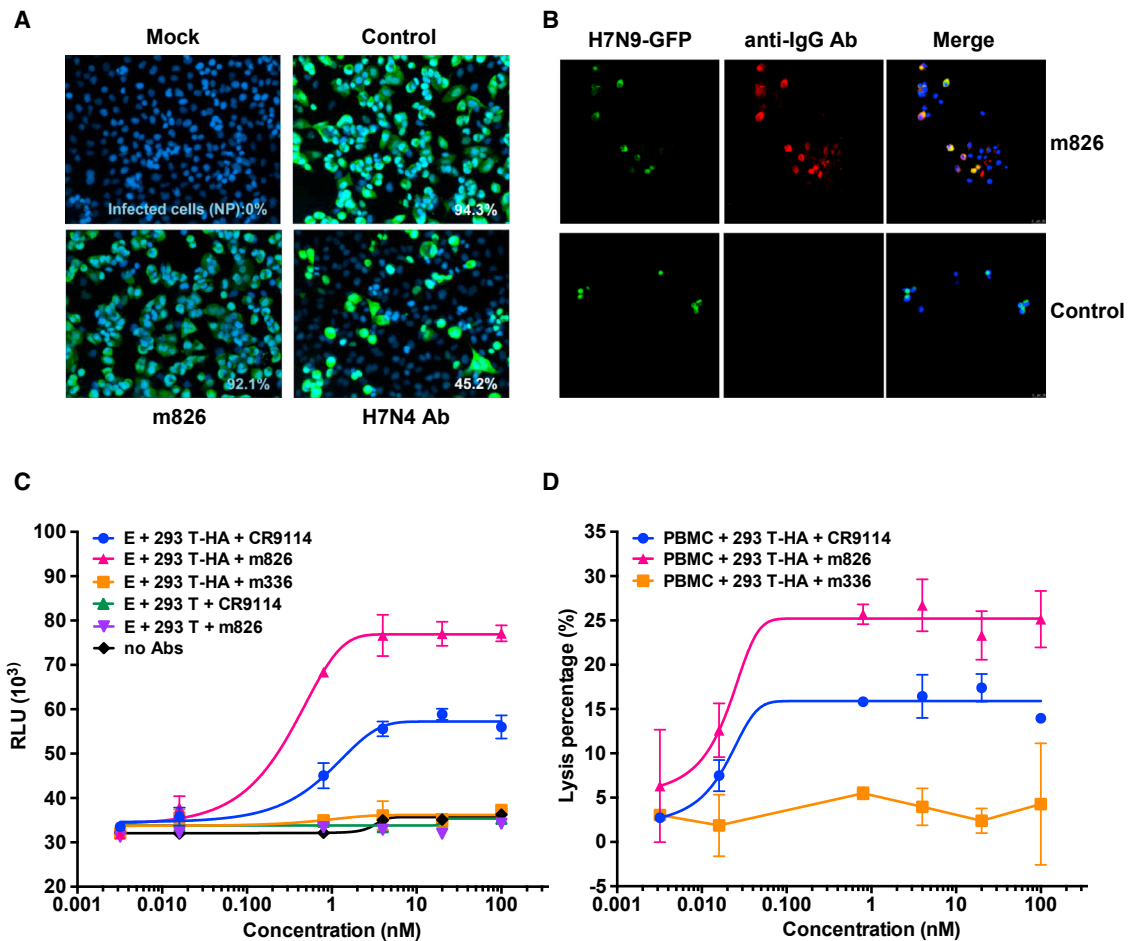 A
B
Mock
Control
H7N9-GFP
anti-IgG Ab
Merge
Infected cells (NP):0%
94.3%
m826
92.1%
45.2%
Control
m826
H7N4 Ab
C
D
100
90
80
70
60
50
40
30
20
RLU (10³)
E + 293 T-HA + CR9114
E + 293 T-HA + m826
E + 293 T-HA + m336
E + 293 T + CR9114
E + 293 T + m826
no Abs
0.001
0.010
0.100
1
10
100
Concentration (nM)
35
30
25
20
15
10
5
0
-5
Lysis percentage (%)
PBMC + 293 T-HA + CR9114
PBMC + 293 T-HA + m826
PBMC + 293 T-HA + m336
0.001
0.010
0.100
1
10
100
Concentration (nM)